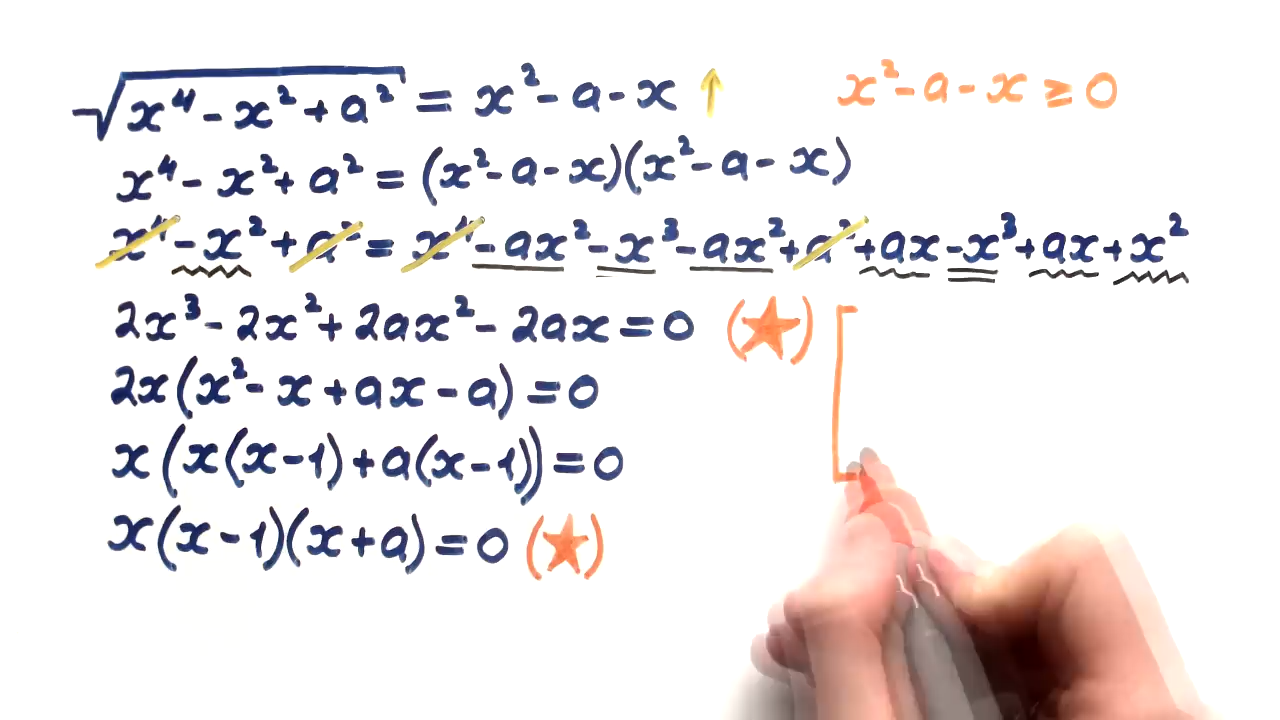 √(x⁴ - x² + a²) = x² - a - x ↑ x² - a - x ≥ 0
x⁴ - x² + a² = (x² - a - x)(x² - a - x)
x⁴ - x² + a² = x⁴ - ax² - x³ - ax² + a² + ax - x³ + ax + x²
2x³ - 2x² + 2ax² - 2ax = 0 (★)
2x(x² - x + ax - a) = 0
x(x(x-1) + a(x-1)) = 0
x(x-1)(x+a) = 0 (★)